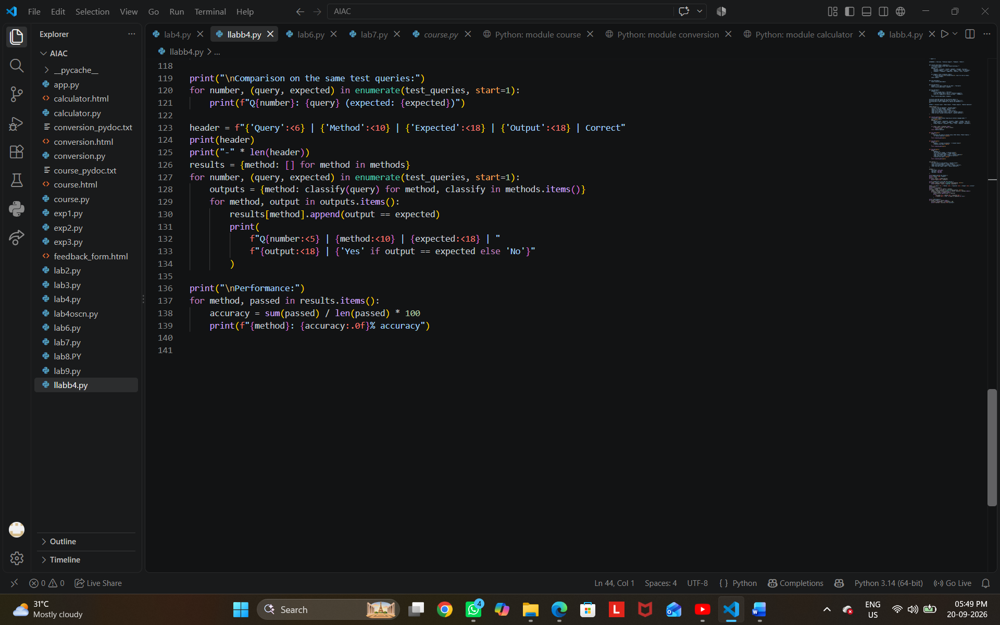 File Edit Selection View Go Run Terminal Help
AIAC
Explorer
lab4.py
llabb4.py
lab6.py
lab7.py
course.py
Python: module course
Python: module conversion
Python: module calculator
labb.4.py
AIAC
llabb4.py > ...
__pycache__
app.py
calculator.html
calculator.py
conversion_pydoc.txt
conversion.html
conversion.py
course_pydoc.txt
course.html
course.py
exp1.py
exp2.py
exp3.py
feedback_form.html
lab2.py
lab3.py
lab4.py
lab4oscn.py
lab6.py
lab7.py
lab8.PY
lab9.py
llabb4.py
Outline
Timeline
118
119 print("\nComparison on the same test queries:")
120 for number, (query, expected) in enumerate(test_queries, start=1):
121     print(f"Q{number}: {query} (expected: {expected})")
122
123 header = f"{'Query':<6} | {'Method':<10} | {'Expected':<18} | {'Output':<18} | Correct"
124 print(header)
125 print("-" * len(header))
126 results = {method: [] for method in methods}
127 for number, (query, expected) in enumerate(test_queries, start=1):
128     outputs = {method: classify(query) for method, classify in methods.items()}
129     for method, output in outputs.items():
130         results[method].append(output == expected)
131         print(
132             f"Q{number:<5} | {method:<10} | {expected:<18} | "
133             f"{output:<18} | {'Yes' if output == expected else 'No'}"
134         )
135
136 print("\nPerformance:")
137 for method, passed in results.items():
138     accuracy = sum(passed) / len(passed) * 100
139     print(f"{method}: {accuracy:.0f}% accuracy")
140
141
0 0 Live Share
Ln 44, Col 1 Spaces: 4 UTF-8 { } Python Completions Python 3.14 (64-bit) Go Live
31°C
Mostly cloudy
Search
4
L
W
ENG
US
05:49 PM
20-09-2026